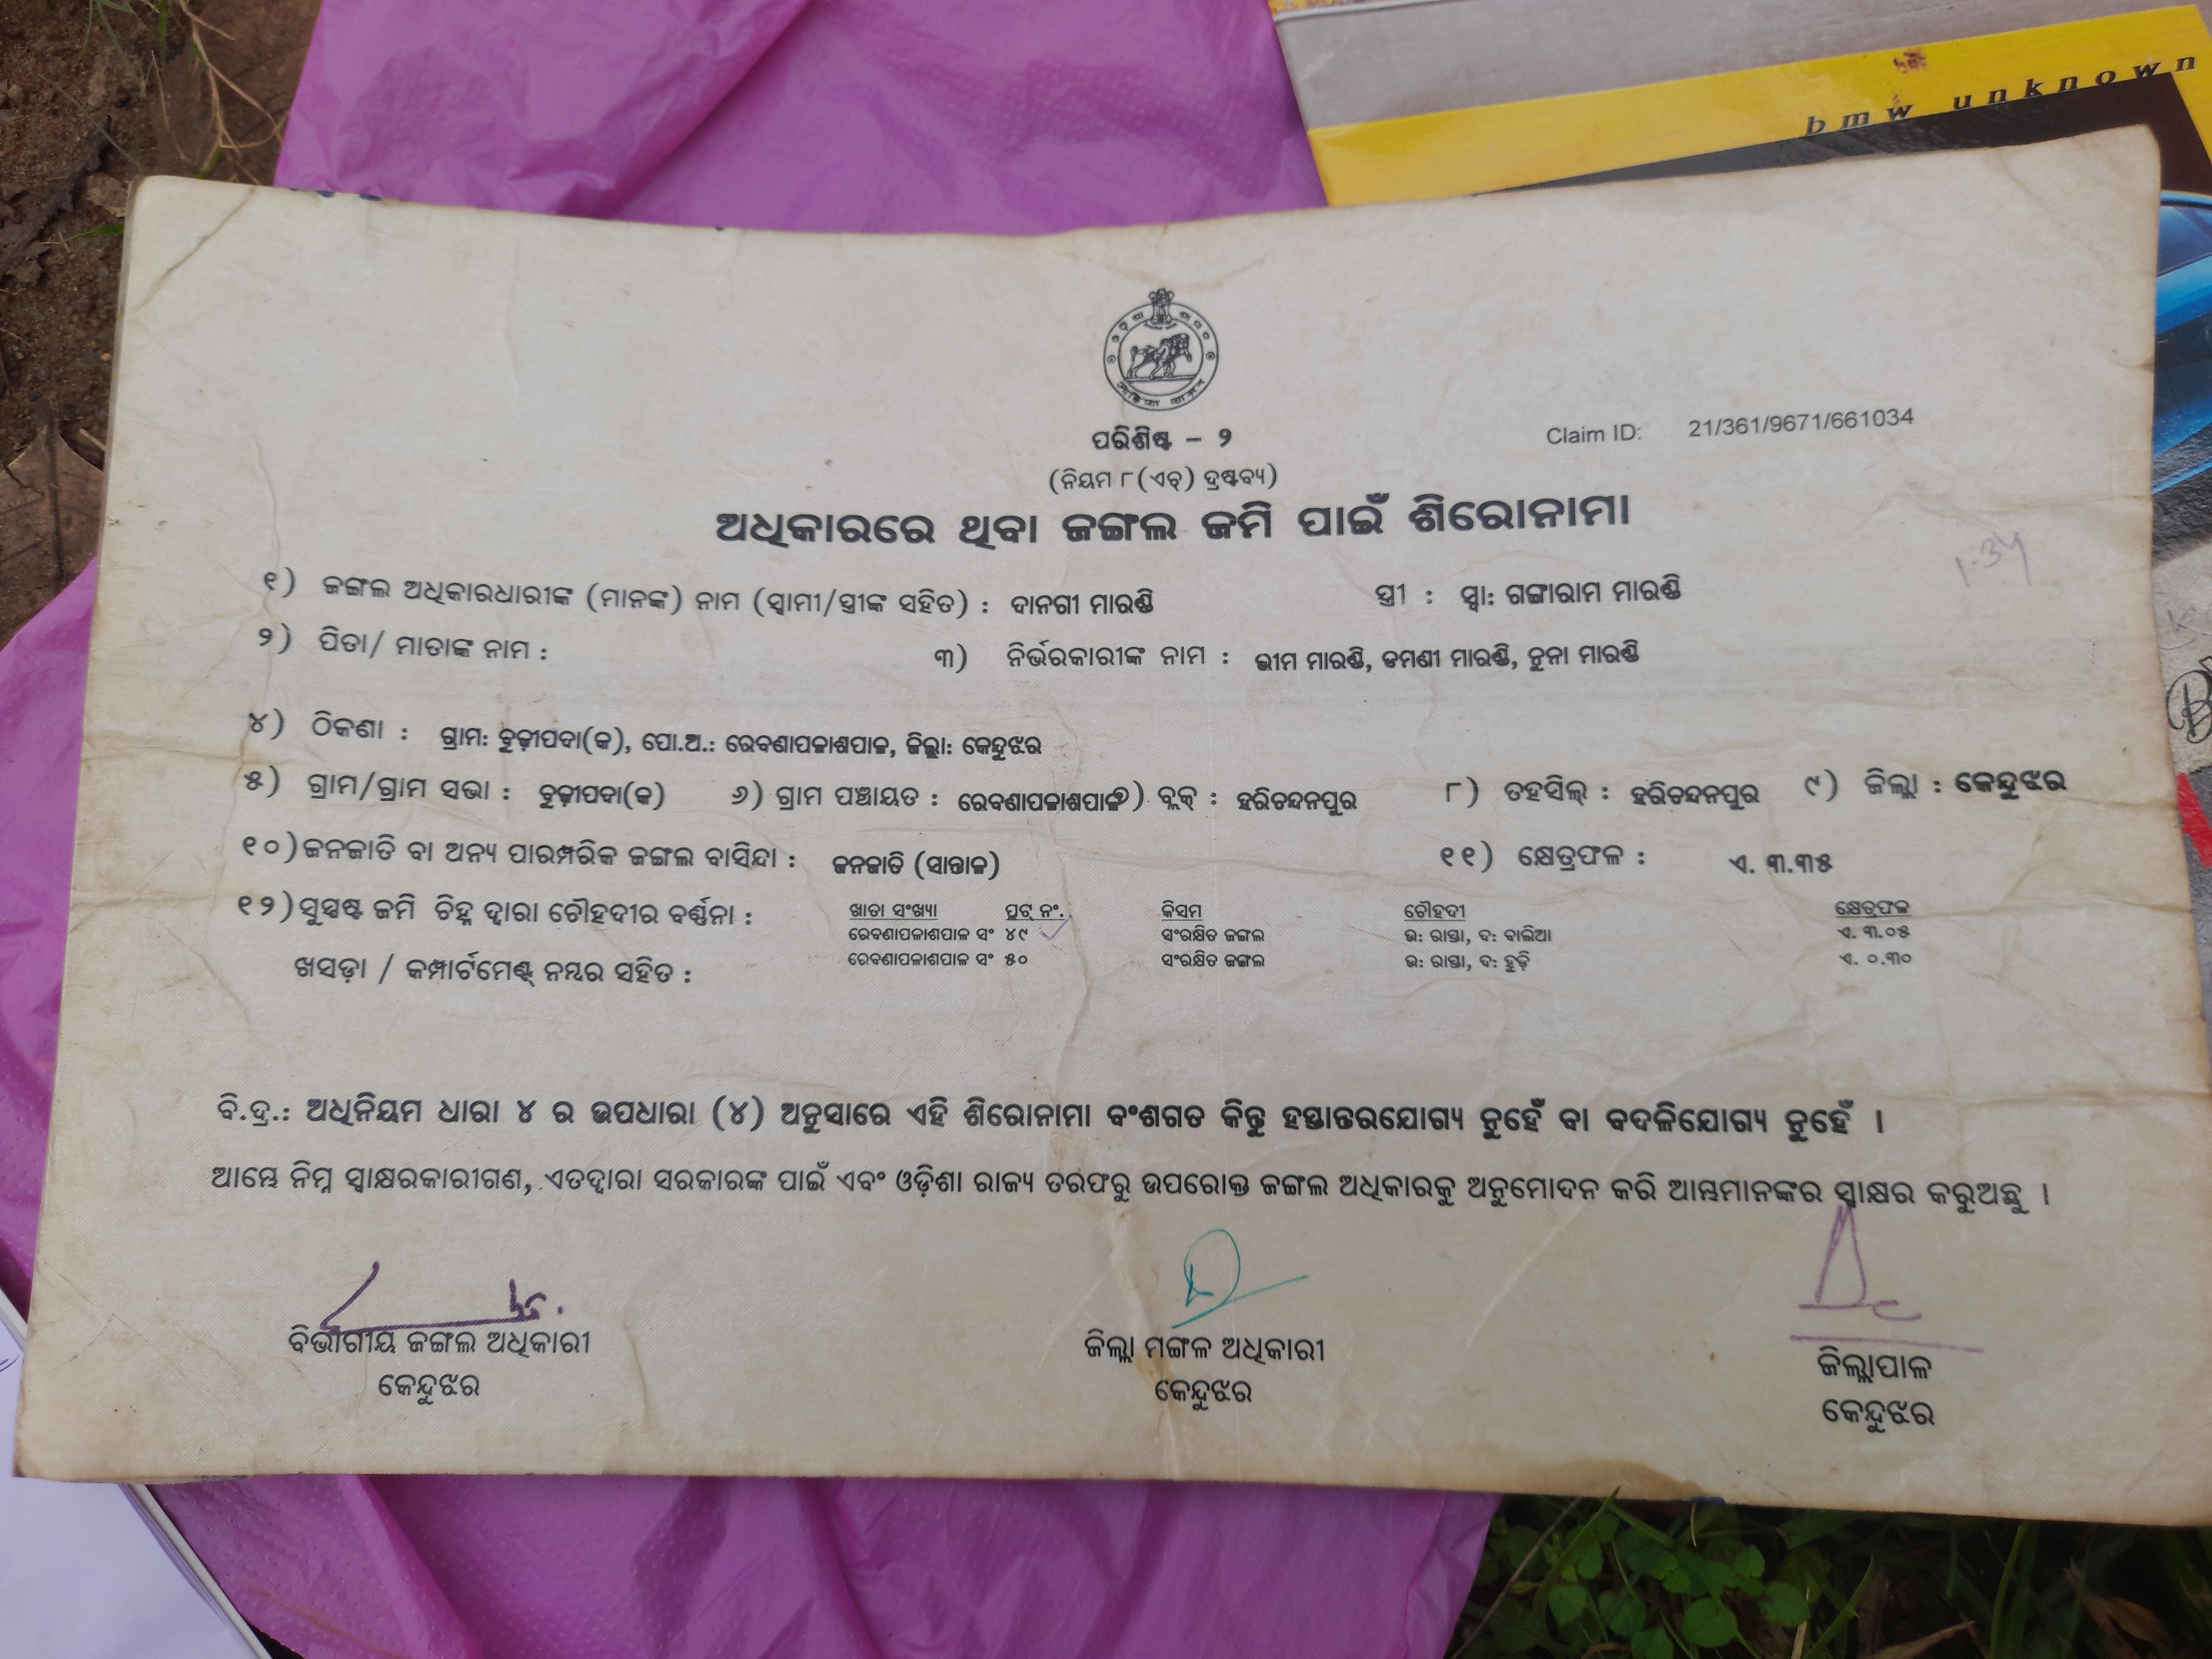 bmw unknown
Claim ID: 21/361/9671/661034
ପରିଶିଷ୍ଟ – ୨
(ନିୟମ ୮(ଏଚ୍) ଦ୍ରଷ୍ଟବ୍ୟ)
ଅଧିକାରରେ ଥିବା ଜଙ୍ଗଲ ଜମି ପାଇଁ ଶିରୋନାମା
1.34
୧) ଜଙ୍ଗଲ ଅଧିକାରଧାରୀଙ୍କ (ମାନଙ୍କ) ନାମ (ସ୍ୱାମୀ/ସ୍ତ୍ରୀଙ୍କ ସହିତ) : ଦାନଗୀ ମାରଣ୍ଡି ସ୍ତ୍ରୀ : ସ୍ୱା: ଗଙ୍ଗାରାମ ମାରଣ୍ଡି
୨) ପିତା/ ମାତାଙ୍କ ନାମ : ୩) ନିର୍ଭରକାରୀଙ୍କ ନାମ : ଭୀମ ମାରଣ୍ଡି, ଡମଣୀ ମାରଣ୍ଡି, ନୁନା ମାରଣ୍ଡି
୪) ଠିକଣା : ଗ୍ରାମ: ବୁଢ଼ୀପଦା(କ), ପୋ.ଅ.: ରେବଣାପଳାଶପାଳ, ଜିଲ୍ଲା: କେନ୍ଦୁଝର
୫) ଗ୍ରାମ/ଗ୍ରାମ ସଭା : ବୁଢ଼ୀପଦା(କ) ୬) ଗ୍ରାମ ପଞ୍ଚାୟତ : ରେବଣାପଳାଶପାଳ ୭) ବ୍ଲକ୍ : ହରିଚନ୍ଦନପୁର ୮) ତହସିଲ୍ : ହରିଚନ୍ଦନପୁର ୯) ଜିଲ୍ଲା : କେନ୍ଦୁଝର
୧୦)ଜନଜାତି ବା ଅନ୍ୟ ପାରମ୍ପରିକ ଜଙ୍ଗଲ ବାସିନ୍ଦା : ଜନଜାତି (ସାନ୍ତାଳ) ୧୧) କ୍ଷେତ୍ରଫଳ : ଏ. ୩.୩୫
୧୨)ସୁସ୍ପଷ୍ଟ ଜମି ଚିହ୍ନ ଦ୍ୱାରା ଚୌହଦୀର ବର୍ଣ୍ଣନା : ଖାତା ସଂଖ୍ୟା ପ୍ଲଟ୍ ନଂ. କିସମ ଚୌହଦୀ କ୍ଷେତ୍ରଫଳ
ରେବଣାପଳାଶପାଳ ସଂ ୪୯ ସଂରକ୍ଷିତ ଜଙ୍ଗଲ ଉ: ରାସ୍ତା, ଦ: ବାଲିଆ ଏ. ୩.୦୫
ଖସଡ଼ା / କମ୍ପାର୍ଟମେଣ୍ଟ୍ ନମ୍ବର ସହିତ : ରେବଣାପଳାଶପାଳ ସଂ ୫୦ ସଂରକ୍ଷିତ ଜଙ୍ଗଲ ଉ: ରାସ୍ତା, ଦ: ହୁଡ଼ି ଏ. ୦.୩୦
ବି.ଦ୍ର.: ଅଧିନିୟମ ଧାରା ୪ ର ଉପଧାରା (୪) ଅନୁସାରେ ଏହି ଶିରୋନାମା ବଂଶଗତ କିନ୍ତୁ ହସ୍ତାନ୍ତରଯୋଗ୍ୟ ନୁହେଁ ବା ବଦଳିଯୋଗ୍ୟ ନୁହେଁ ।
ଆମ୍ଭେ ନିମ୍ନ ସ୍ୱାକ୍ଷରକାରୀଗଣ, ଏତଦ୍ୱାରା ସରକାରଙ୍କ ପାଇଁ ଏବଂ ଓଡ଼ିଶା ରାଜ୍ୟ ତରଫରୁ ଉପରୋକ୍ତ ଜଙ୍ଗଲ ଅଧିକାରକୁ ଅନୁମୋଦନ କରି ଆମ୍ଭମାନଙ୍କର ସ୍ୱାକ୍ଷର କରୁଅଛୁ ।
ବିଭାଗୀୟ ଜଙ୍ଗଲ ଅଧିକାରୀ
କେନ୍ଦୁଝର
ଜିଲ୍ଲା ମଙ୍ଗଳ ଅଧିକାରୀ
କେନ୍ଦୁଝର
ଜିଲ୍ଲାପାଳ
କେନ୍ଦୁଝର